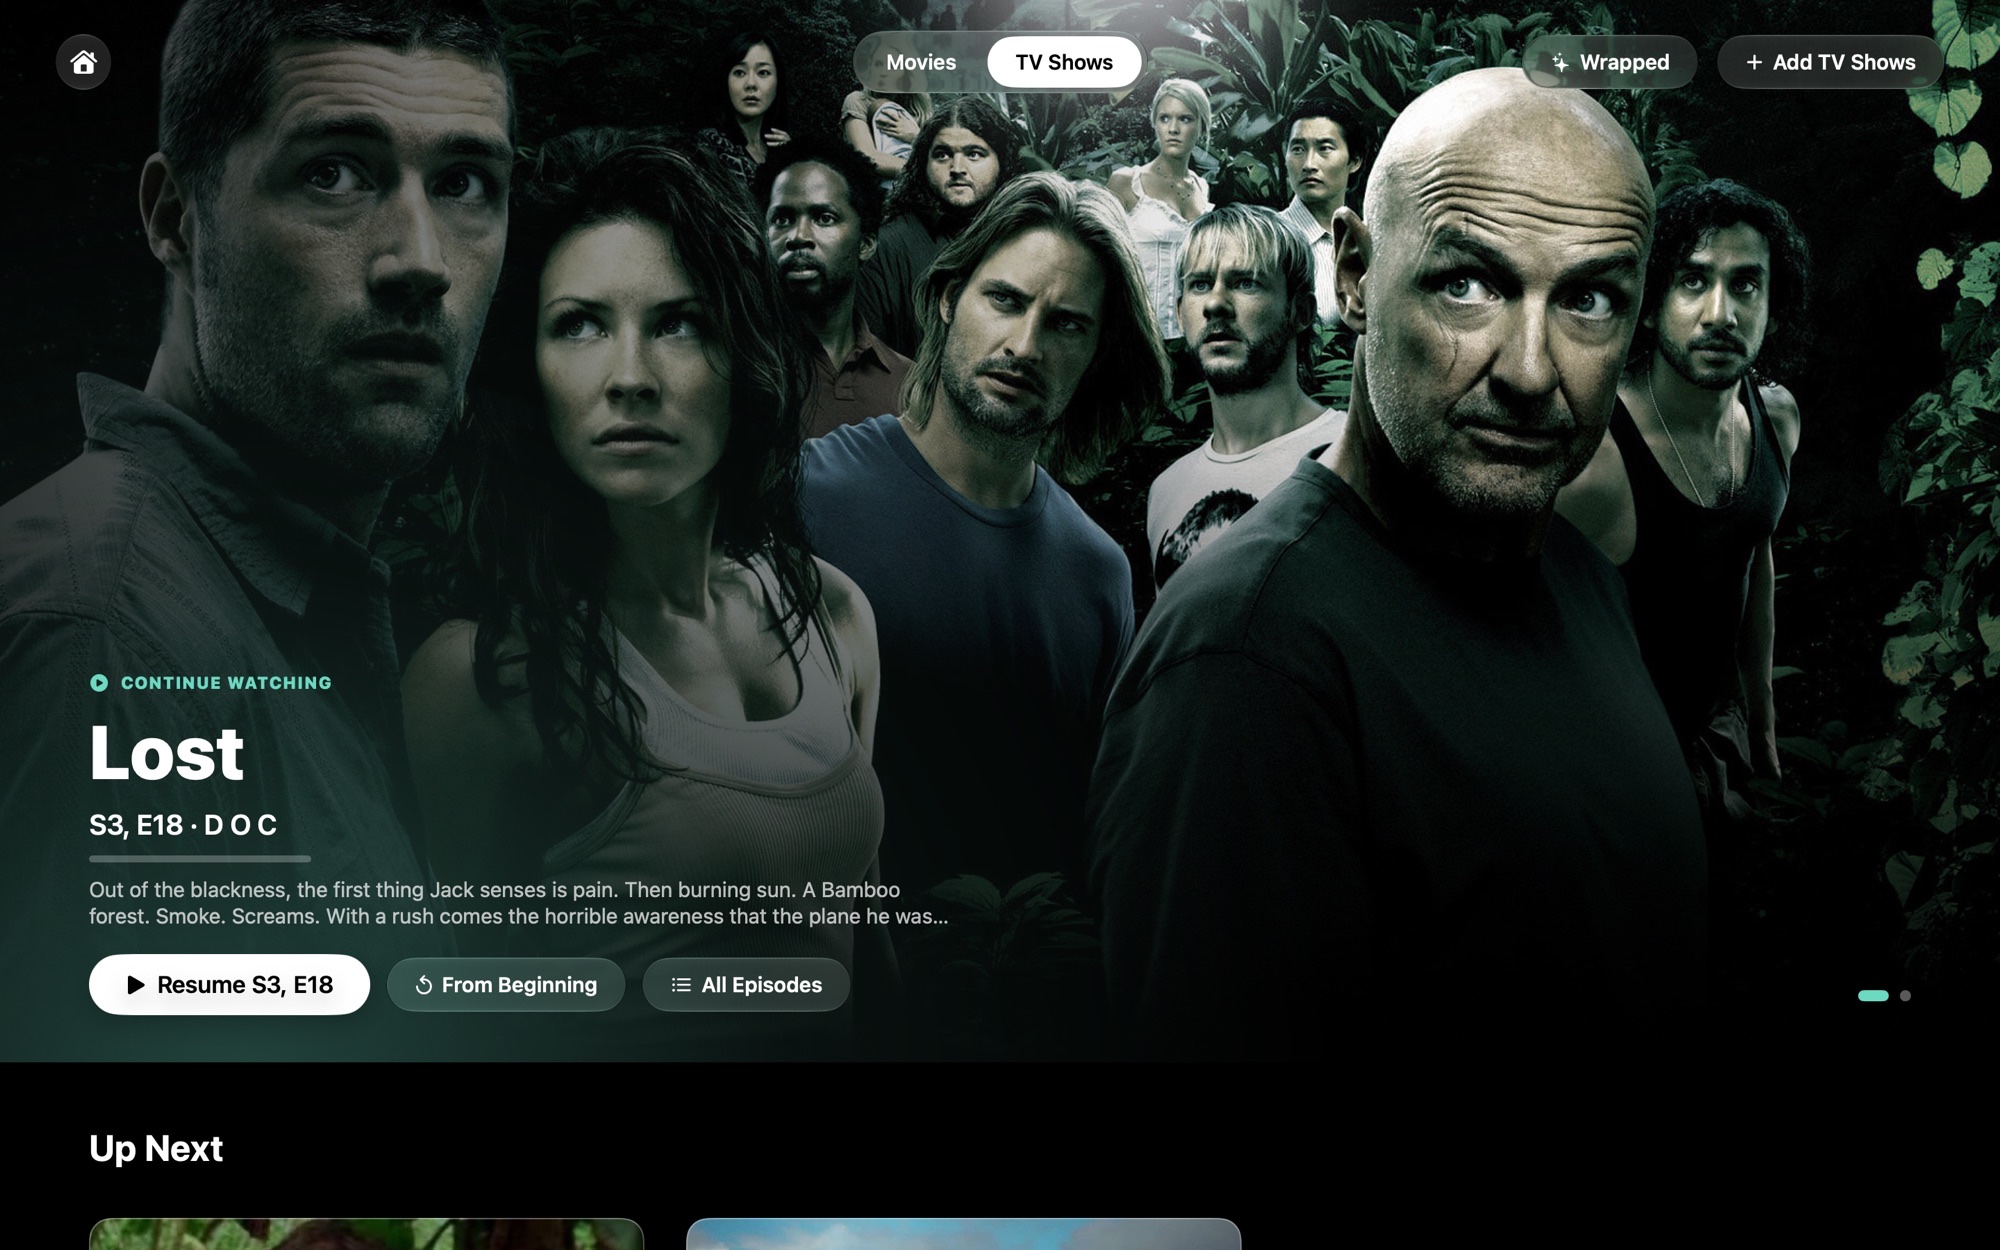 Movies
TV Shows
Wrapped
+ Add TV Shows
CONTINUE WATCHING
Lost
S3, E18 · D O C
Out of the blackness, the first thing Jack senses is pain. Then burning sun. A Bamboo
forest. Smoke. Screams. With a rush comes the horrible awareness that the plane he was...
Resume S3, E18
From Beginning
All Episodes
Up Next